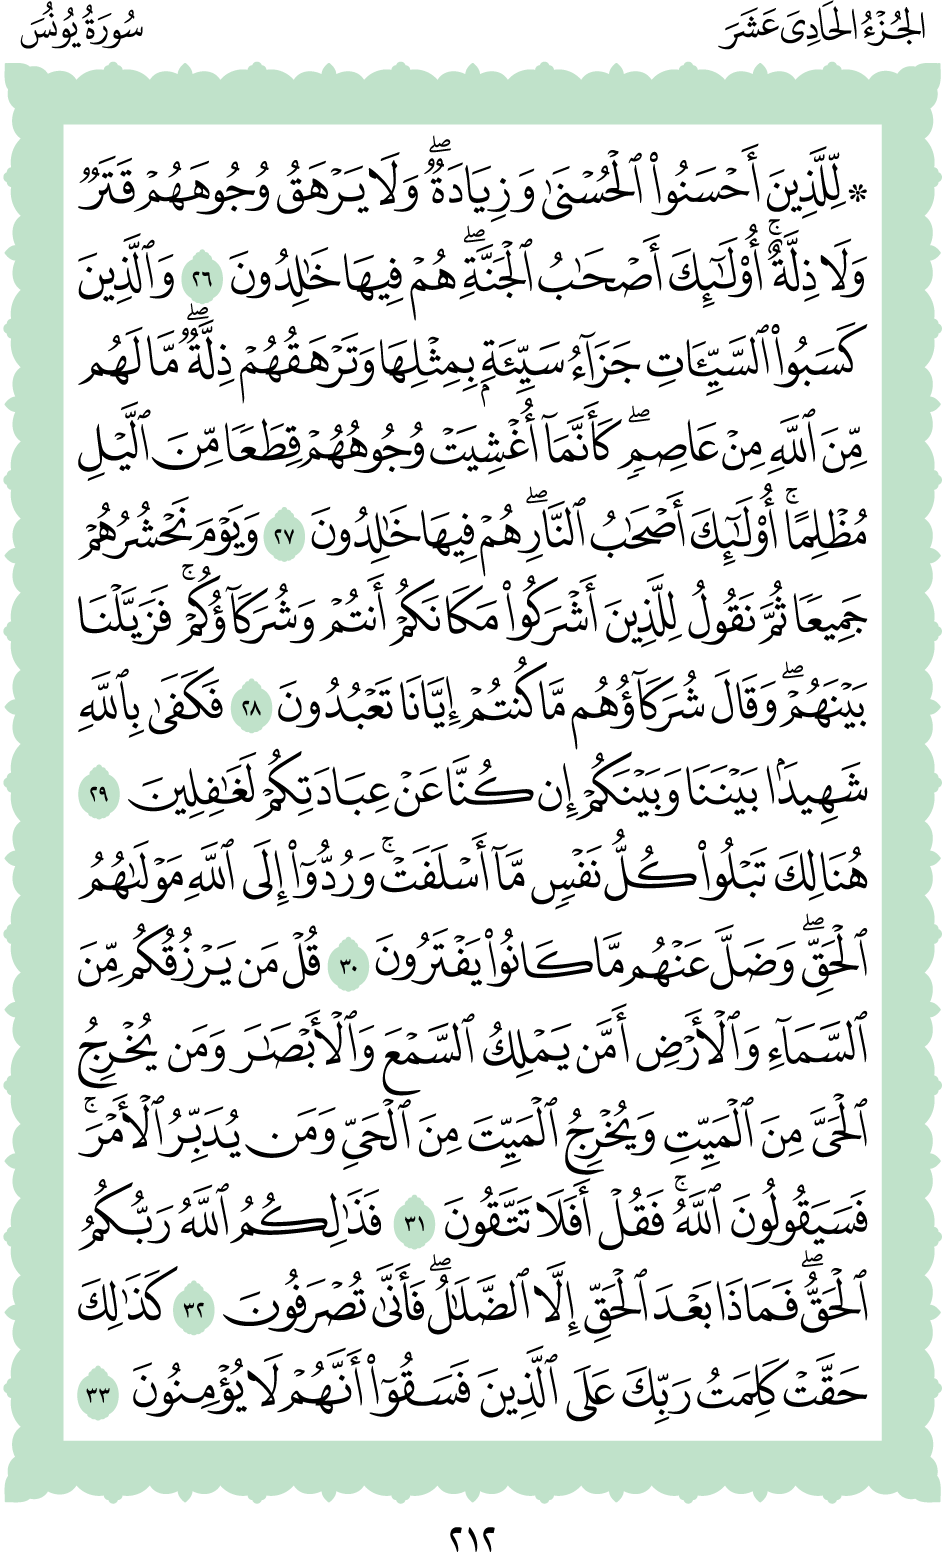 الجُزْءُ الحَادِىَ عَشَرَ
سُورَةُ يُونُسَ
۞ لِّلَّذِينَ أَحۡسَنُواْ ٱلۡحُسۡنَىٰ وَزِيَادَةٞۖ وَلَا يَرۡهَقُ وُجُوهَهُمۡ قَتَرٞ
وَلَا ذِلَّةٌۚ أُوْلَٰٓئِكَ أَصۡحَٰبُ ٱلۡجَنَّةِۖ هُمۡ فِيهَا خَٰلِدُونَ ٢٦ وَٱلَّذِينَ
كَسَبُواْ ٱلسَّيِّـَٔاتِ جَزَآءُ سَيِّئَةِۭ بِمِثۡلِهَا وَتَرۡهَقُهُمۡ ذِلَّةٞۖ مَّا لَهُم
مِّنَ ٱللَّهِ مِنۡ عَاصِمٖۖ كَأَنَّمَآ أُغۡشِيَتۡ وُجُوهُهُمۡ قِطَعٗا مِّنَ ٱلَّيۡلِ
مُظۡلِمًاۚ أُوْلَٰٓئِكَ أَصۡحَٰبُ ٱلنَّارِۖ هُمۡ فِيهَا خَٰلِدُونَ ٢٧ وَيَوۡمَ نَحۡشُرُهُمۡ
جَمِيعٗا ثُمَّ نَقُولُ لِلَّذِينَ أَشۡرَكُواْ مَكَانَكُمۡ أَنتُمۡ وَشُرَكَآؤُكُمۡۚ فَزَيَّلۡنَا
بَيۡنَهُمۡۖ وَقَالَ شُرَكَآؤُهُم مَّا كُنتُمۡ إِيَّانَا تَعۡبُدُونَ ٢٨ فَكَفَىٰ بِٱللَّهِ
شَهِيدَۢا بَيۡنَنَا وَبَيۡنَكُمۡ إِن كُنَّا عَنۡ عِبَادَتِكُمۡ لَغَٰفِلِينَ ٢٩
هُنَالِكَ تَبۡلُواْ كُلُّ نَفۡسٖ مَّآ أَسۡلَفَتۡۚ وَرُدُّوٓاْ إِلَى ٱللَّهِ مَوۡلَىٰهُمُ
ٱلۡحَقِّۖ وَضَلَّ عَنۡهُم مَّا كَانُواْ يَفۡتَرُونَ ٣٠ قُلۡ مَن يَرۡزُقُكُم مِّنَ
ٱلسَّمَآءِ وَٱلۡأَرۡضِ أَمَّن يَمۡلِكُ ٱلسَّمۡعَ وَٱلۡأَبۡصَٰرَ وَمَن يُخۡرِجُ
ٱلۡحَيَّ مِنَ ٱلۡمَيِّتِ وَيُخۡرِجُ ٱلۡمَيِّتَ مِنَ ٱلۡحَيِّ وَمَن يُدَبِّرُ ٱلۡأَمۡرَۚ
فَسَيَقُولُونَ ٱللَّهُۚ فَقُلۡ أَفَلَا تَتَّقُونَ ٣١ فَذَٰلِكُمُ ٱللَّهُ رَبُّكُمُ
ٱلۡحَقُّۖ فَمَاذَا بَعۡدَ ٱلۡحَقِّ إِلَّا ٱلضَّلَٰلُۖ فَأَنَّىٰ تُصۡرَفُونَ ٣٢ كَذَٰلِكَ
حَقَّتۡ كَلِمَتُ رَبِّكَ عَلَى ٱلَّذِينَ فَسَقُوٓاْ أَنَّهُمۡ لَا يُؤۡمِنُونَ ٣٣
٢١٢